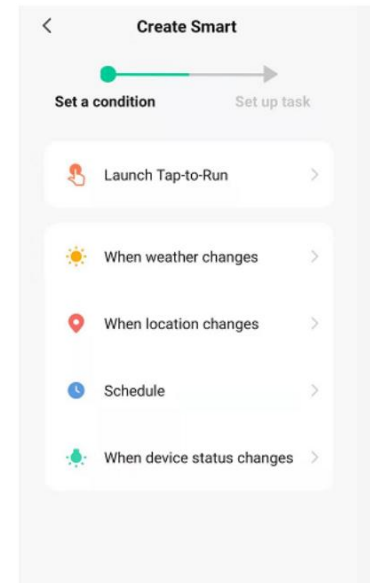 Create Smart
Set a condition
Set up task
Launch Tap-to-Run
When weather changes
When location changes
Schedule
When device status changes